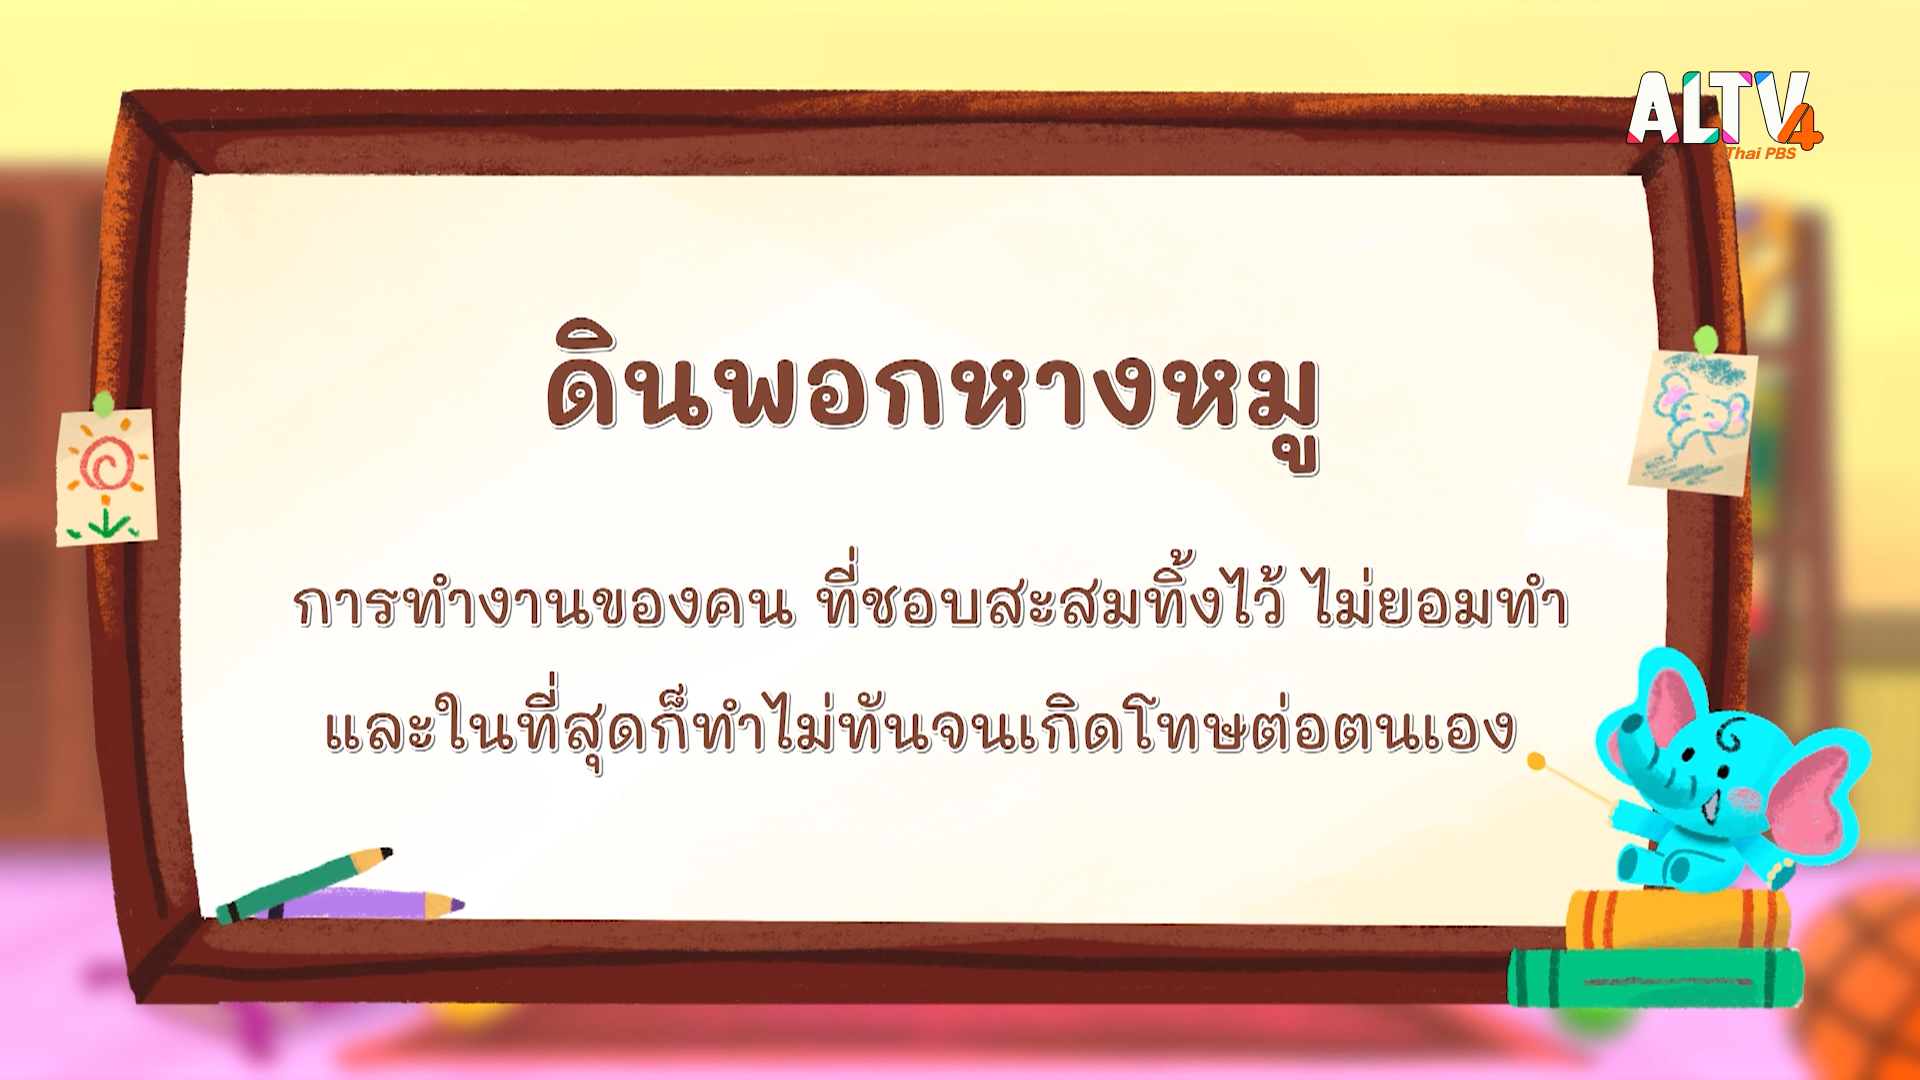 ALTV4
Thai PBS
ดินพอกหางหมู
การทำงานของคน ที่ชอบสะสมทิ้งไว้ ไม่ยอมทำ
และในที่สุดก็ทำไม่ทันจนเกิดโทษต่อตนเอง